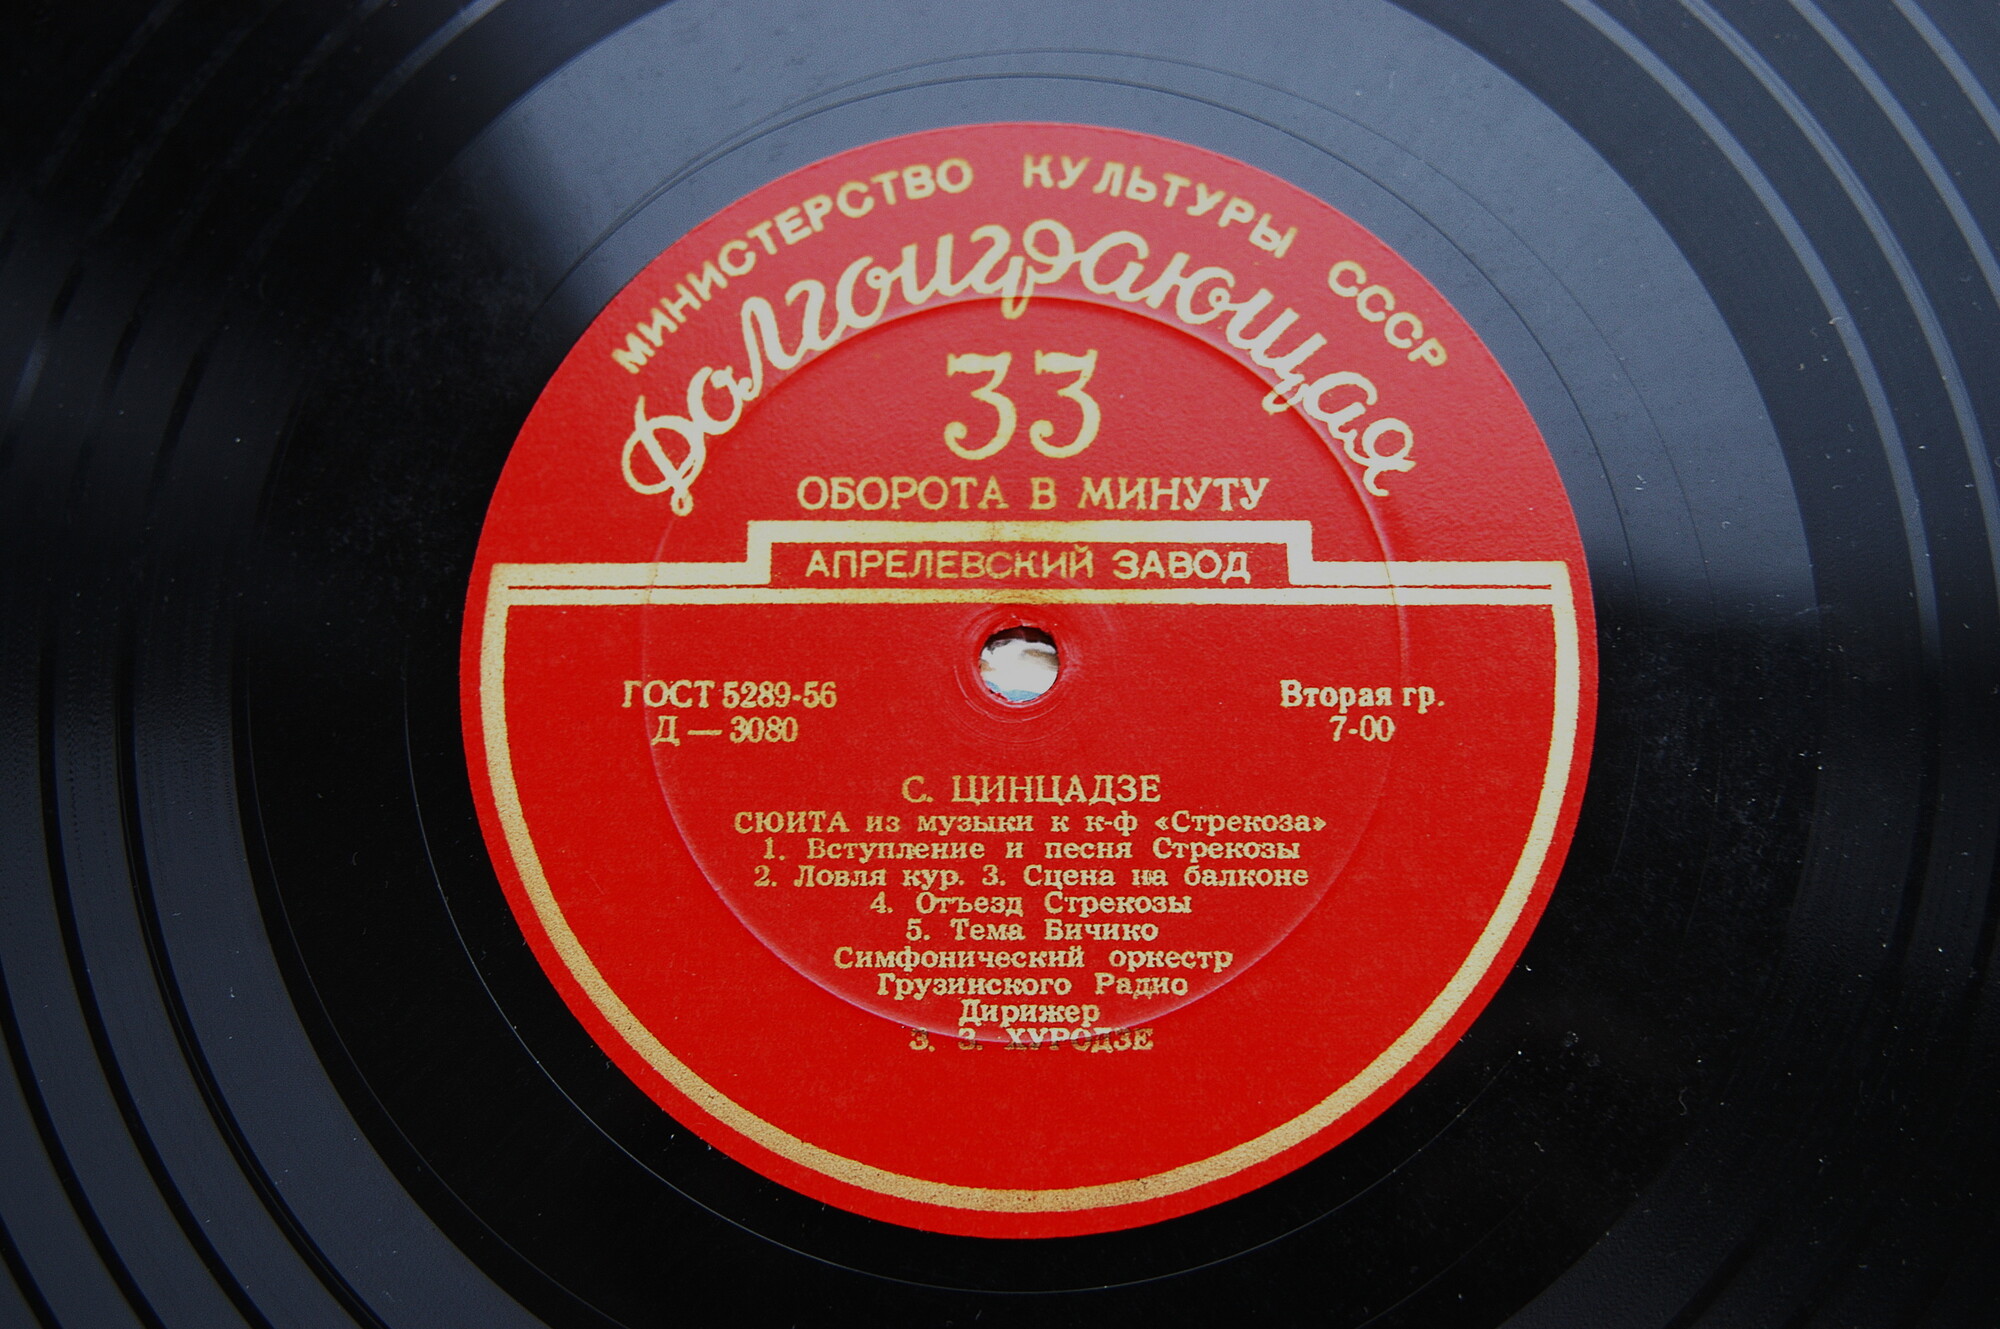 МИНИСТЕРСТВО КУЛЬТУРЫ СССР
Долгоиграющая
33
ОБОРОТА В МИНУТУ
АПРЕЛЕВСКИЙ ЗАВОД
ГОСТ 5289-56
Д — 3080
Вторая гр.
7-00
С. ЦИНЦАДЗЕ
СЮИТА из музыки к к-ф «Стрекоза»
1. Вступление и песня Стрекозы
2. Ловля кур. 3. Сцена на балконе
4. Отъезд Стрекозы
5. Тема Бичико
Симфонический оркестр
Грузинского Радио
Дирижер
З. З. ХУРОДЗЕ